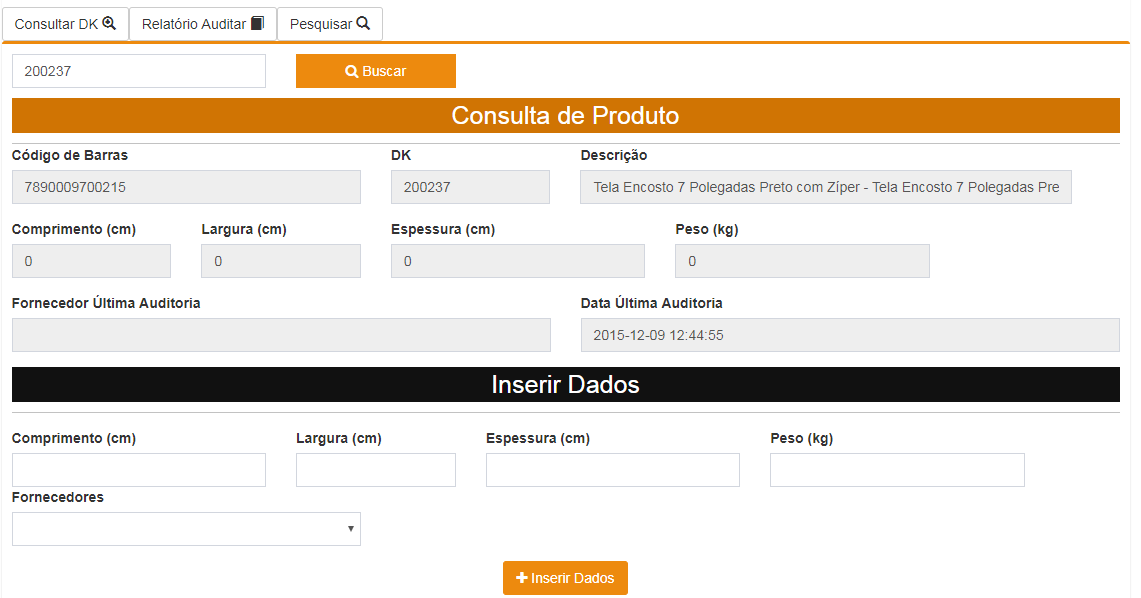 Consultar DK
Relatório Auditar
Pesquisar
200237
Buscar
Consulta de Produto
Código de Barras
DK
Descrição
7890009700215
200237
Tela Encosto 7 Polegadas Preto com Zíper - Tela Encosto 7 Polegadas Pre
Comprimento (cm)
Largura (cm)
Espessura (cm)
Peso (kg)
0
0
0
0
Fornecedor Última Auditoria
Data Última Auditoria
2015-12-09 12:44:55
Inserir Dados
Comprimento (cm)
Largura (cm)
Espessura (cm)
Peso (kg)
Fornecedores
Inserir Dados